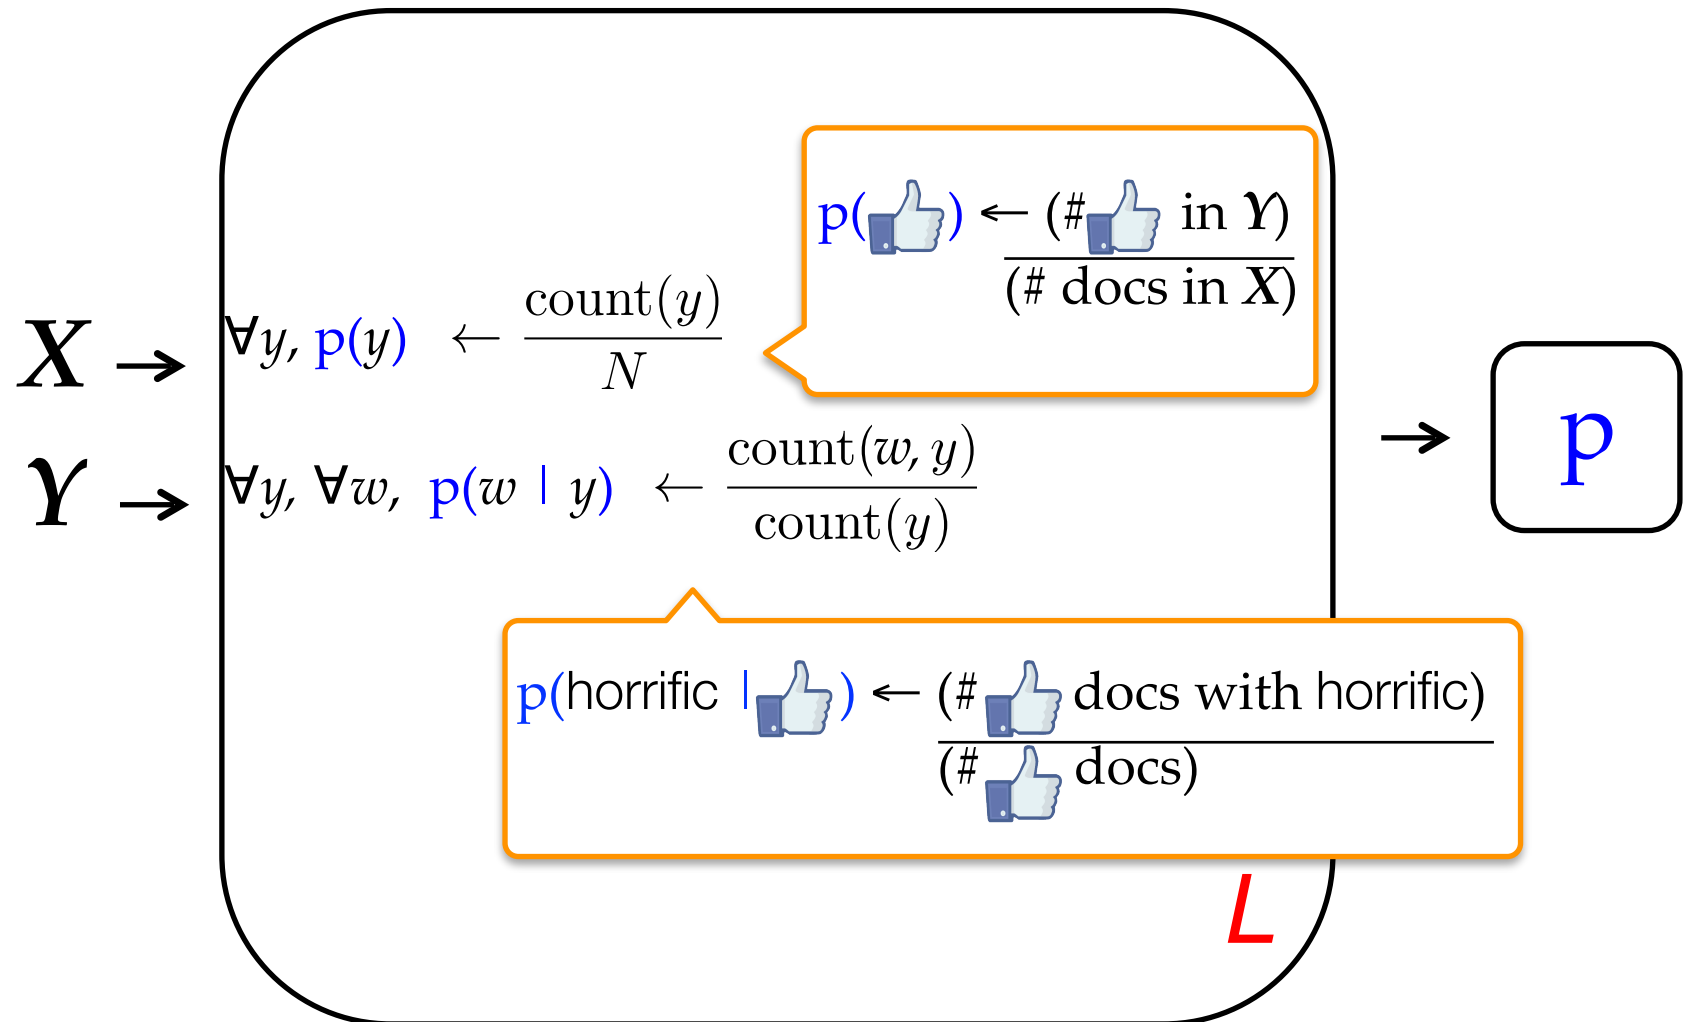 X → ∀y, p(y) ← count(y) / N
p(👍) ← (#👍 in Y)
(# docs in X)
Y → ∀y, ∀w, p(w | y) ← count(w, y) / count(y)
→ p
p(horrific | 👍) ← (#👍 docs with horrific)
(#👍 docs)
L